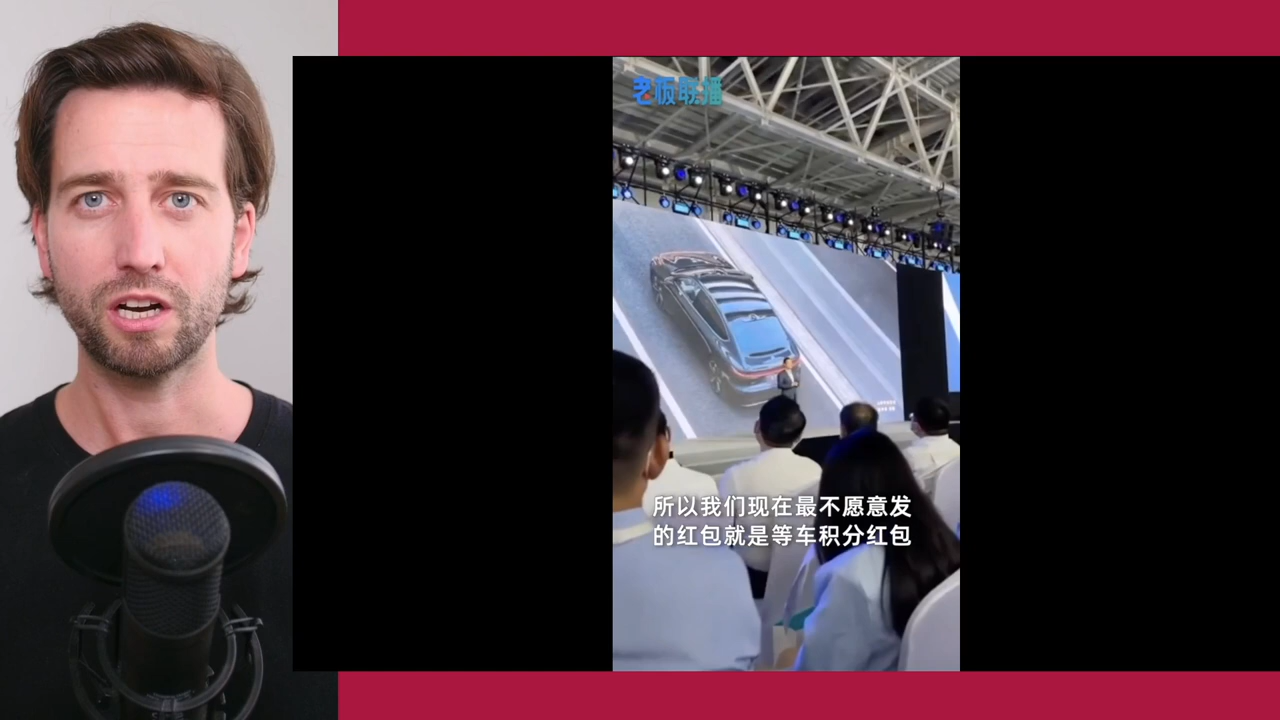 老板联播
所以我们现在最不愿意发
的红包就是等车积分红包